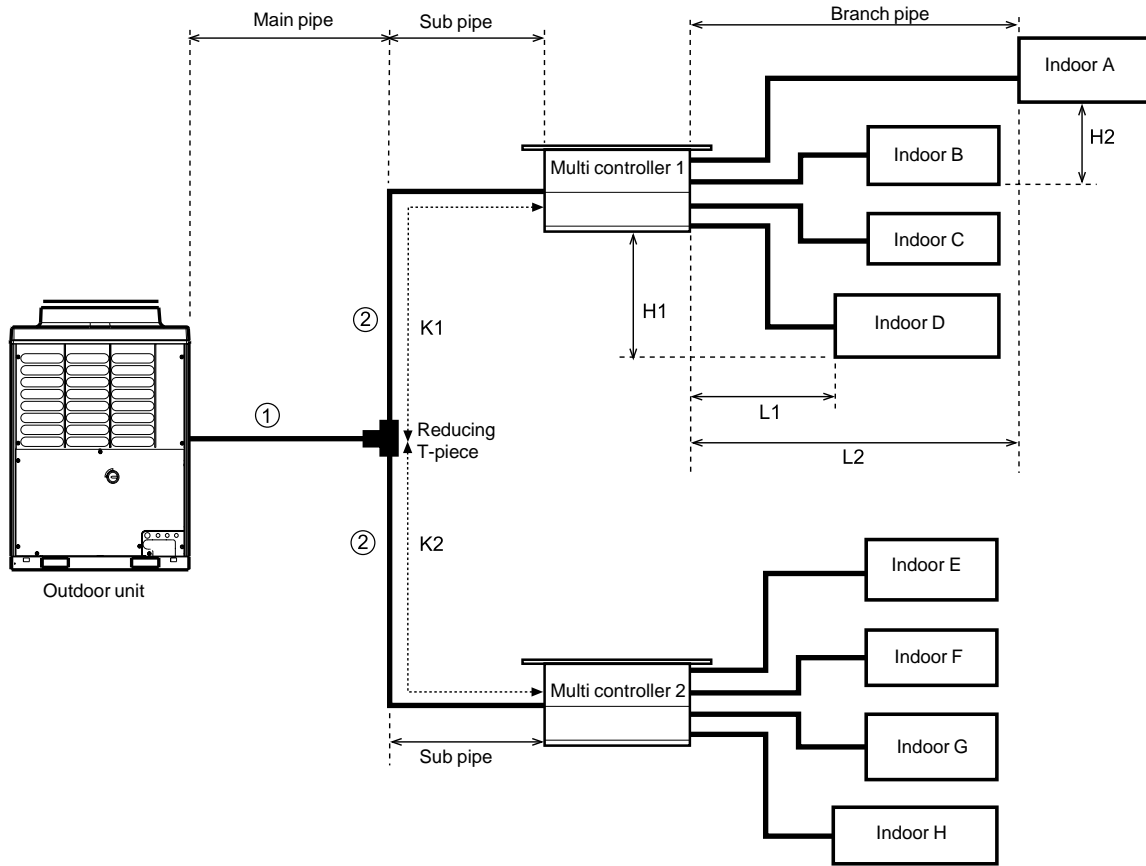 Main pipe
Sub pipe
Branch pipe
Indoor A
H2
Indoor B
Multi controller 1
Indoor C
H1
Indoor D
②
K1
L1
①
Reducing
T-piece
L2
②
K2
Outdoor unit
Indoor E
Indoor F
Multi controller 2
Indoor G
Sub pipe
Indoor H